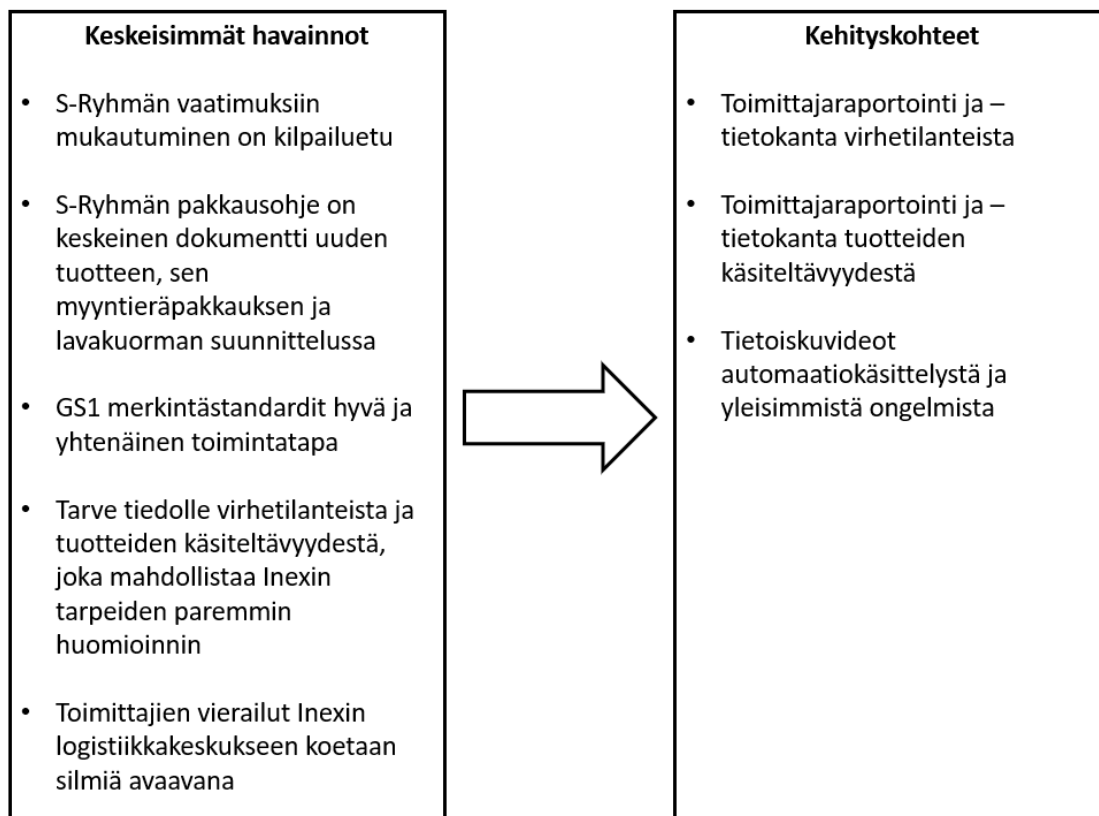 Keskeisimmät havainnot
• S-Ryhmän vaatimuksiin
mukautuminen on kilpailuetu
• S-Ryhmän pakkausohje on
keskeinen dokumentti uuden
tuotteen, sen
myyntieräpakkauksen ja
lavakuorman suunnittelussa
• GS1 merkintästandardit hyvä ja
yhtenäinen toimintatapa
• Tarve tiedolle virhetilanteista ja
tuotteiden käsiteltävyydestä,
joka mahdollistaa Inexin
tarpeiden paremmin
huomioinnin
• Toimittajien vierailut Inexin
logistiikkakeskukseen koetaan
silmiä avaavana
Kehityskohteet
• Toimittajaraportointi ja –
tietokanta virhetilanteista
• Toimittajaraportointi ja –
tietokanta tuotteiden
käsiteltävyydestä
• Tietoiskuvideot
automaatiokäsittelystä ja
yleisimmistä ongelmista